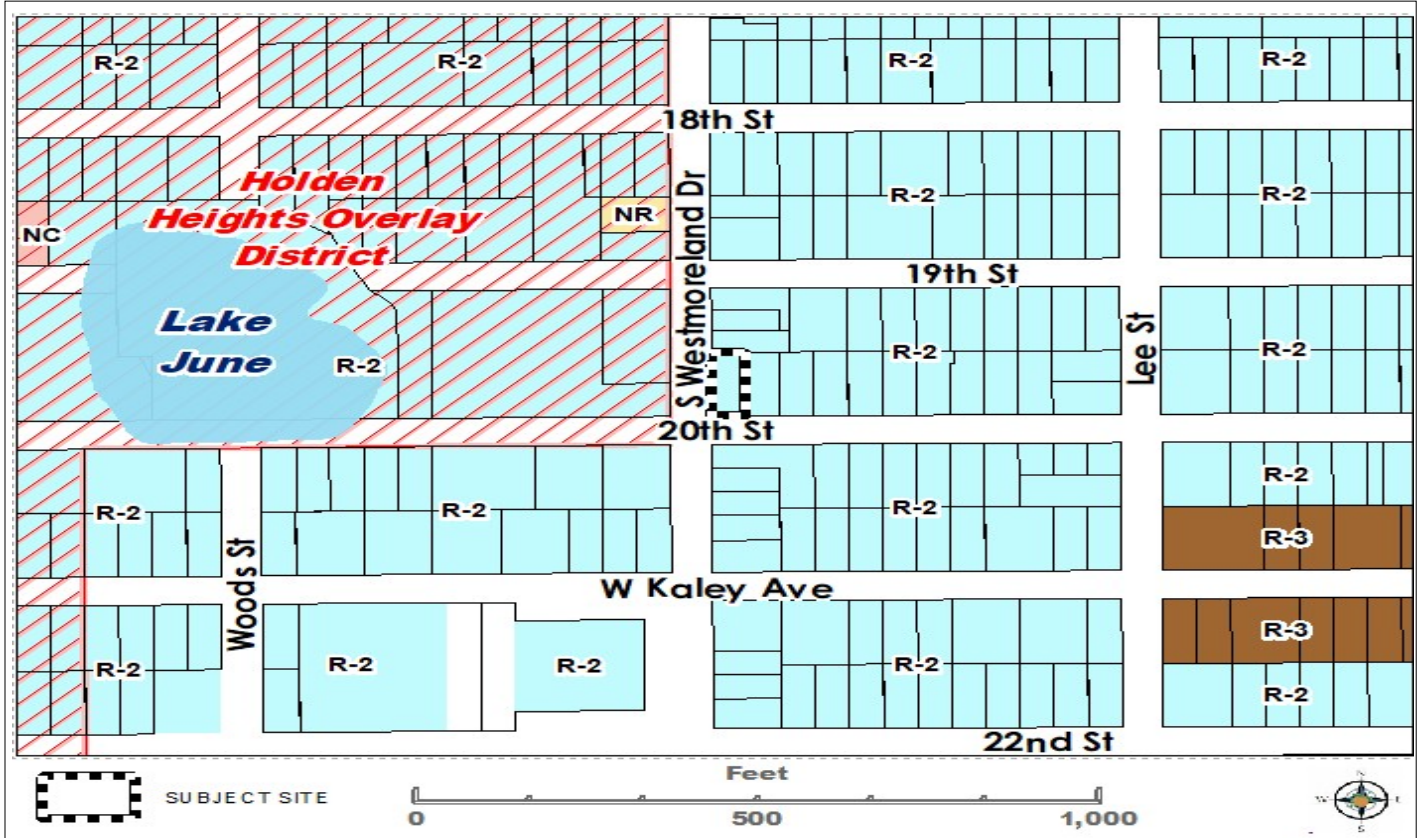 R-2
R-2
R-2
R-2
18th St
Holden
Heights Overlay
District
NC
NR
S Westmoreland Dr
R-2
R-2
19th St
Lake
June
R-2
R-2
Lee St
R-2
20th St
R-2
R-2
R-2
R-2
R-3
Woods St
W Kaley Ave
R-2
R-2
R-2
R-2
R-3
R-2
22nd St
SUBJECT SITE
Feet
0 500 1,000
N
W
S